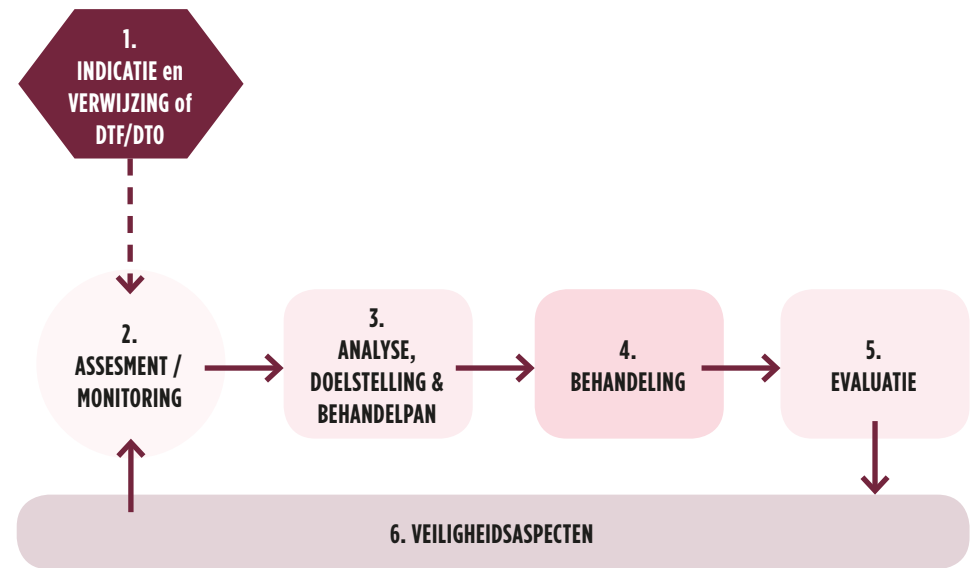 1.
INDICATIE en
VERWIJZING of
DTF/DTO
2.
ASSESMENT /
MONITORING
3.
ANALYSE,
DOELSTELLING &
BEHANDELPAN
4.
BEHANDELING
5.
EVALUATIE
6. VEILIGHEIDSASPECTEN